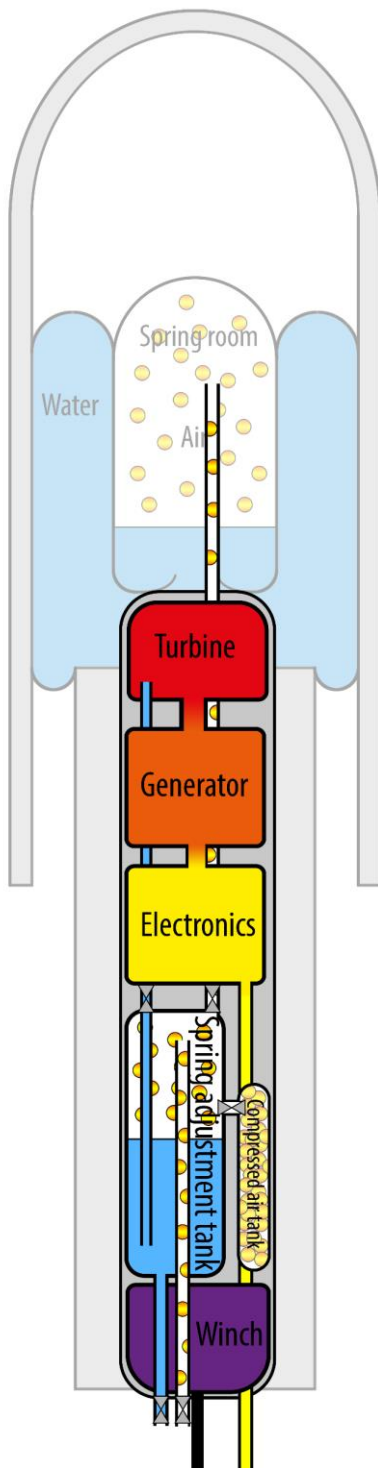 Spring room
Water
Air
Turbine
Generator
Electronics
Spring adjustment tank
Compressed air tank
Winch